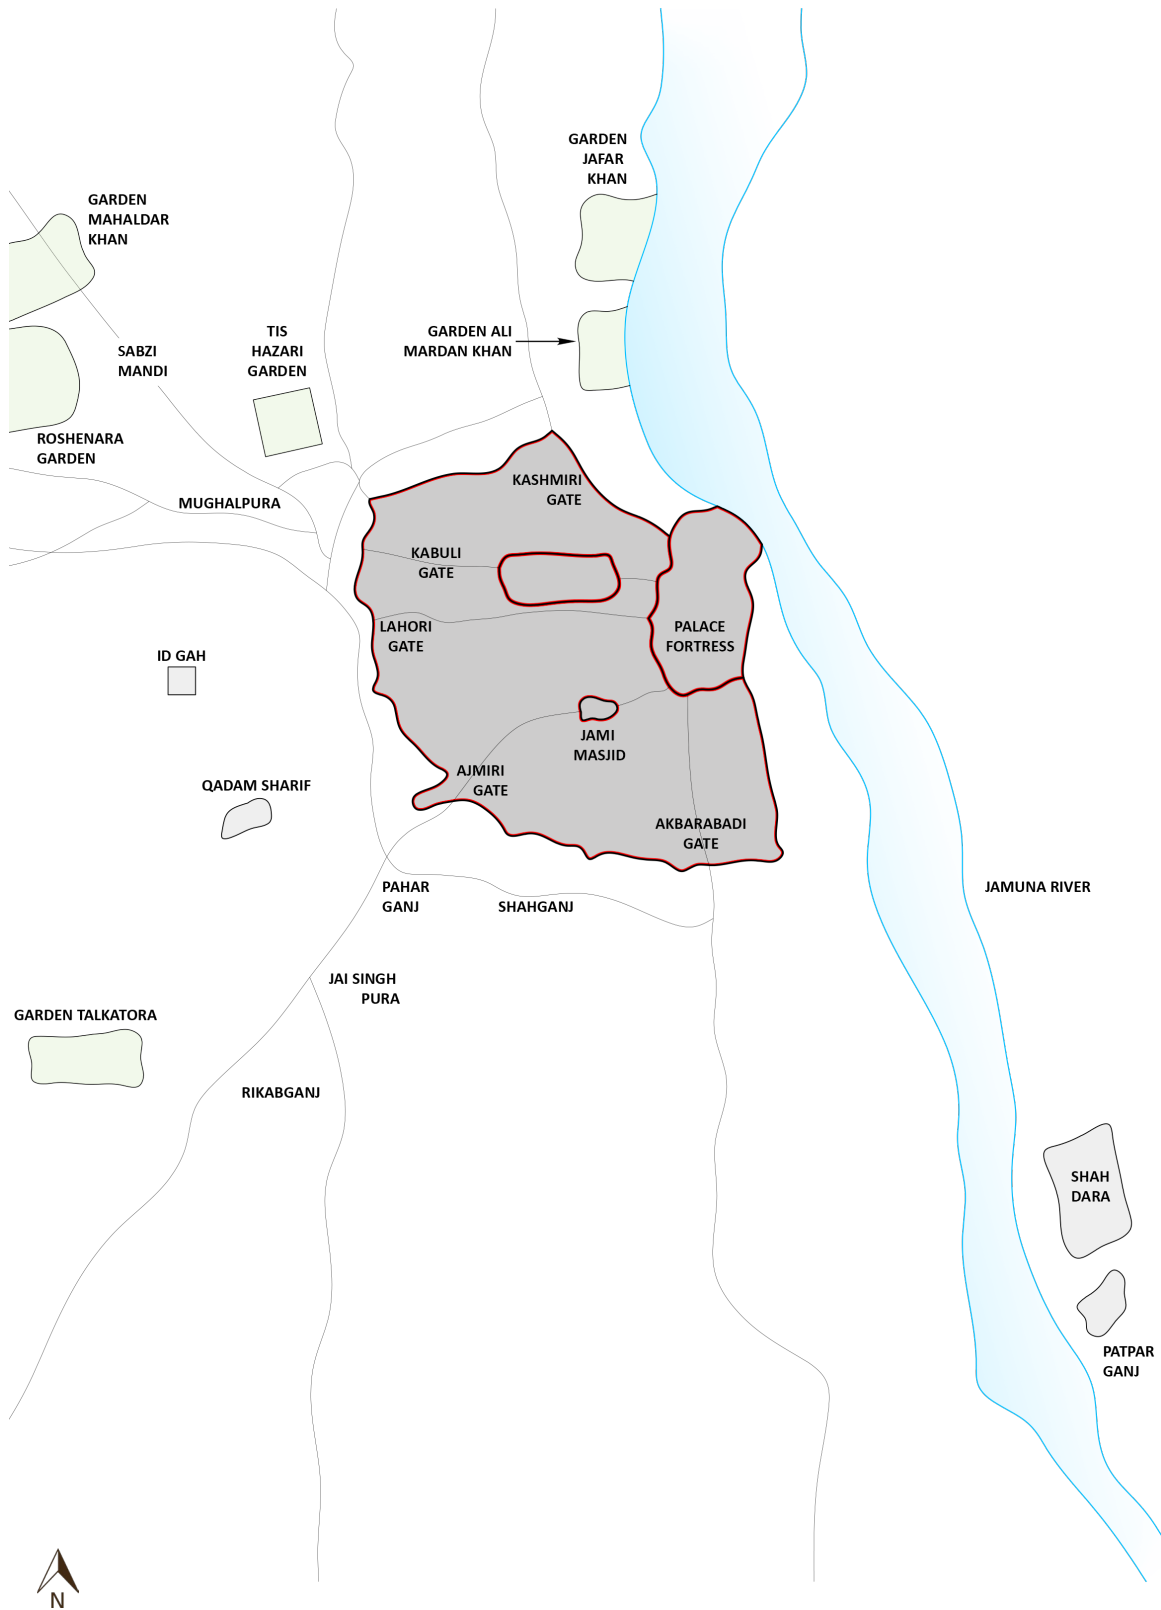 GARDEN
JAFAR
KHAN
GARDEN
MAHALDAR
KHAN
TIS
HAZARI
GARDEN
GARDEN ALI
MARDAN KHAN
SABZI
MANDI
ROSHENARA
GARDEN
KASHMIRI
GATE
MUGHALPURA
KABULI
GATE
LAHORI
GATE
PALACE
FORTRESS
ID GAH
JAMI
MASJID
AJMIRI
GATE
QADAM SHARIF
AKBARABADI
GATE
PAHAR
GANJ
SHAHGANJ
JAMUNA RIVER
JAI SINGH
PURA
GARDEN TALKATORA
RIKABGANJ
SHAH
DARA
PATPAR
GANJ
N